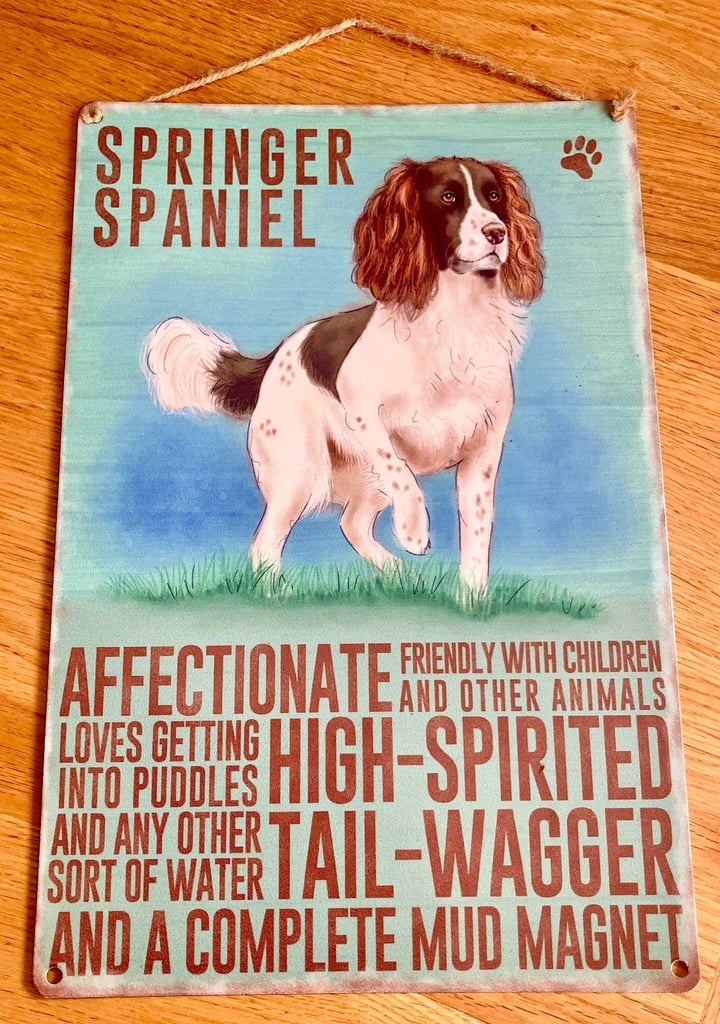 SPRINGER
SPANIEL
AFFECTIONATE
FRIENDLY WITH CHILDREN
AND OTHER ANIMALS
LOVES GETTING
INTO PUDDLES
AND ANY OTHER
SORT OF WATER
HIGH-SPIRITED
TAIL-WAGGER
AND A COMPLETE MUD MAGNET